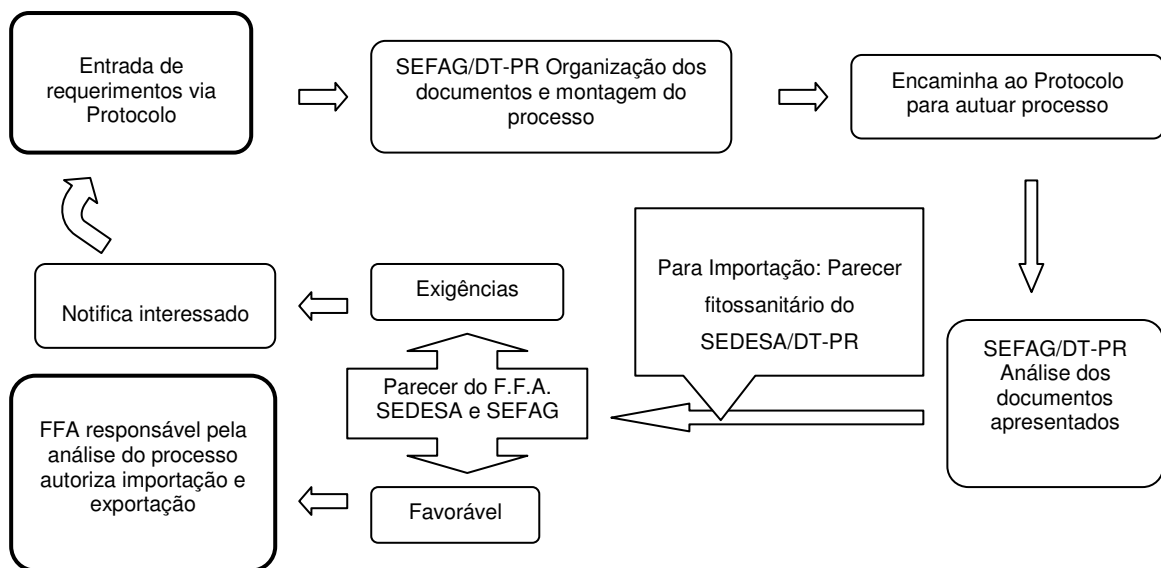 Entrada de
requerimentos via
Protocolo
SEFAG/DT-PR Organização dos
documentos e montagem do
processo
Encaminha ao Protocolo
para autuar processo
Para Importação: Parecer
fitossanitário do
SEDESA/DT-PR
SEFAG/DT-PR
Análise dos
documentos
apresentados
Exigências
Notifica interessado
Parecer do F.F.A.
SEDESA e SEFAG
FFA responsável pela
análise do processo
autoriza importação e
exportação
Favorável